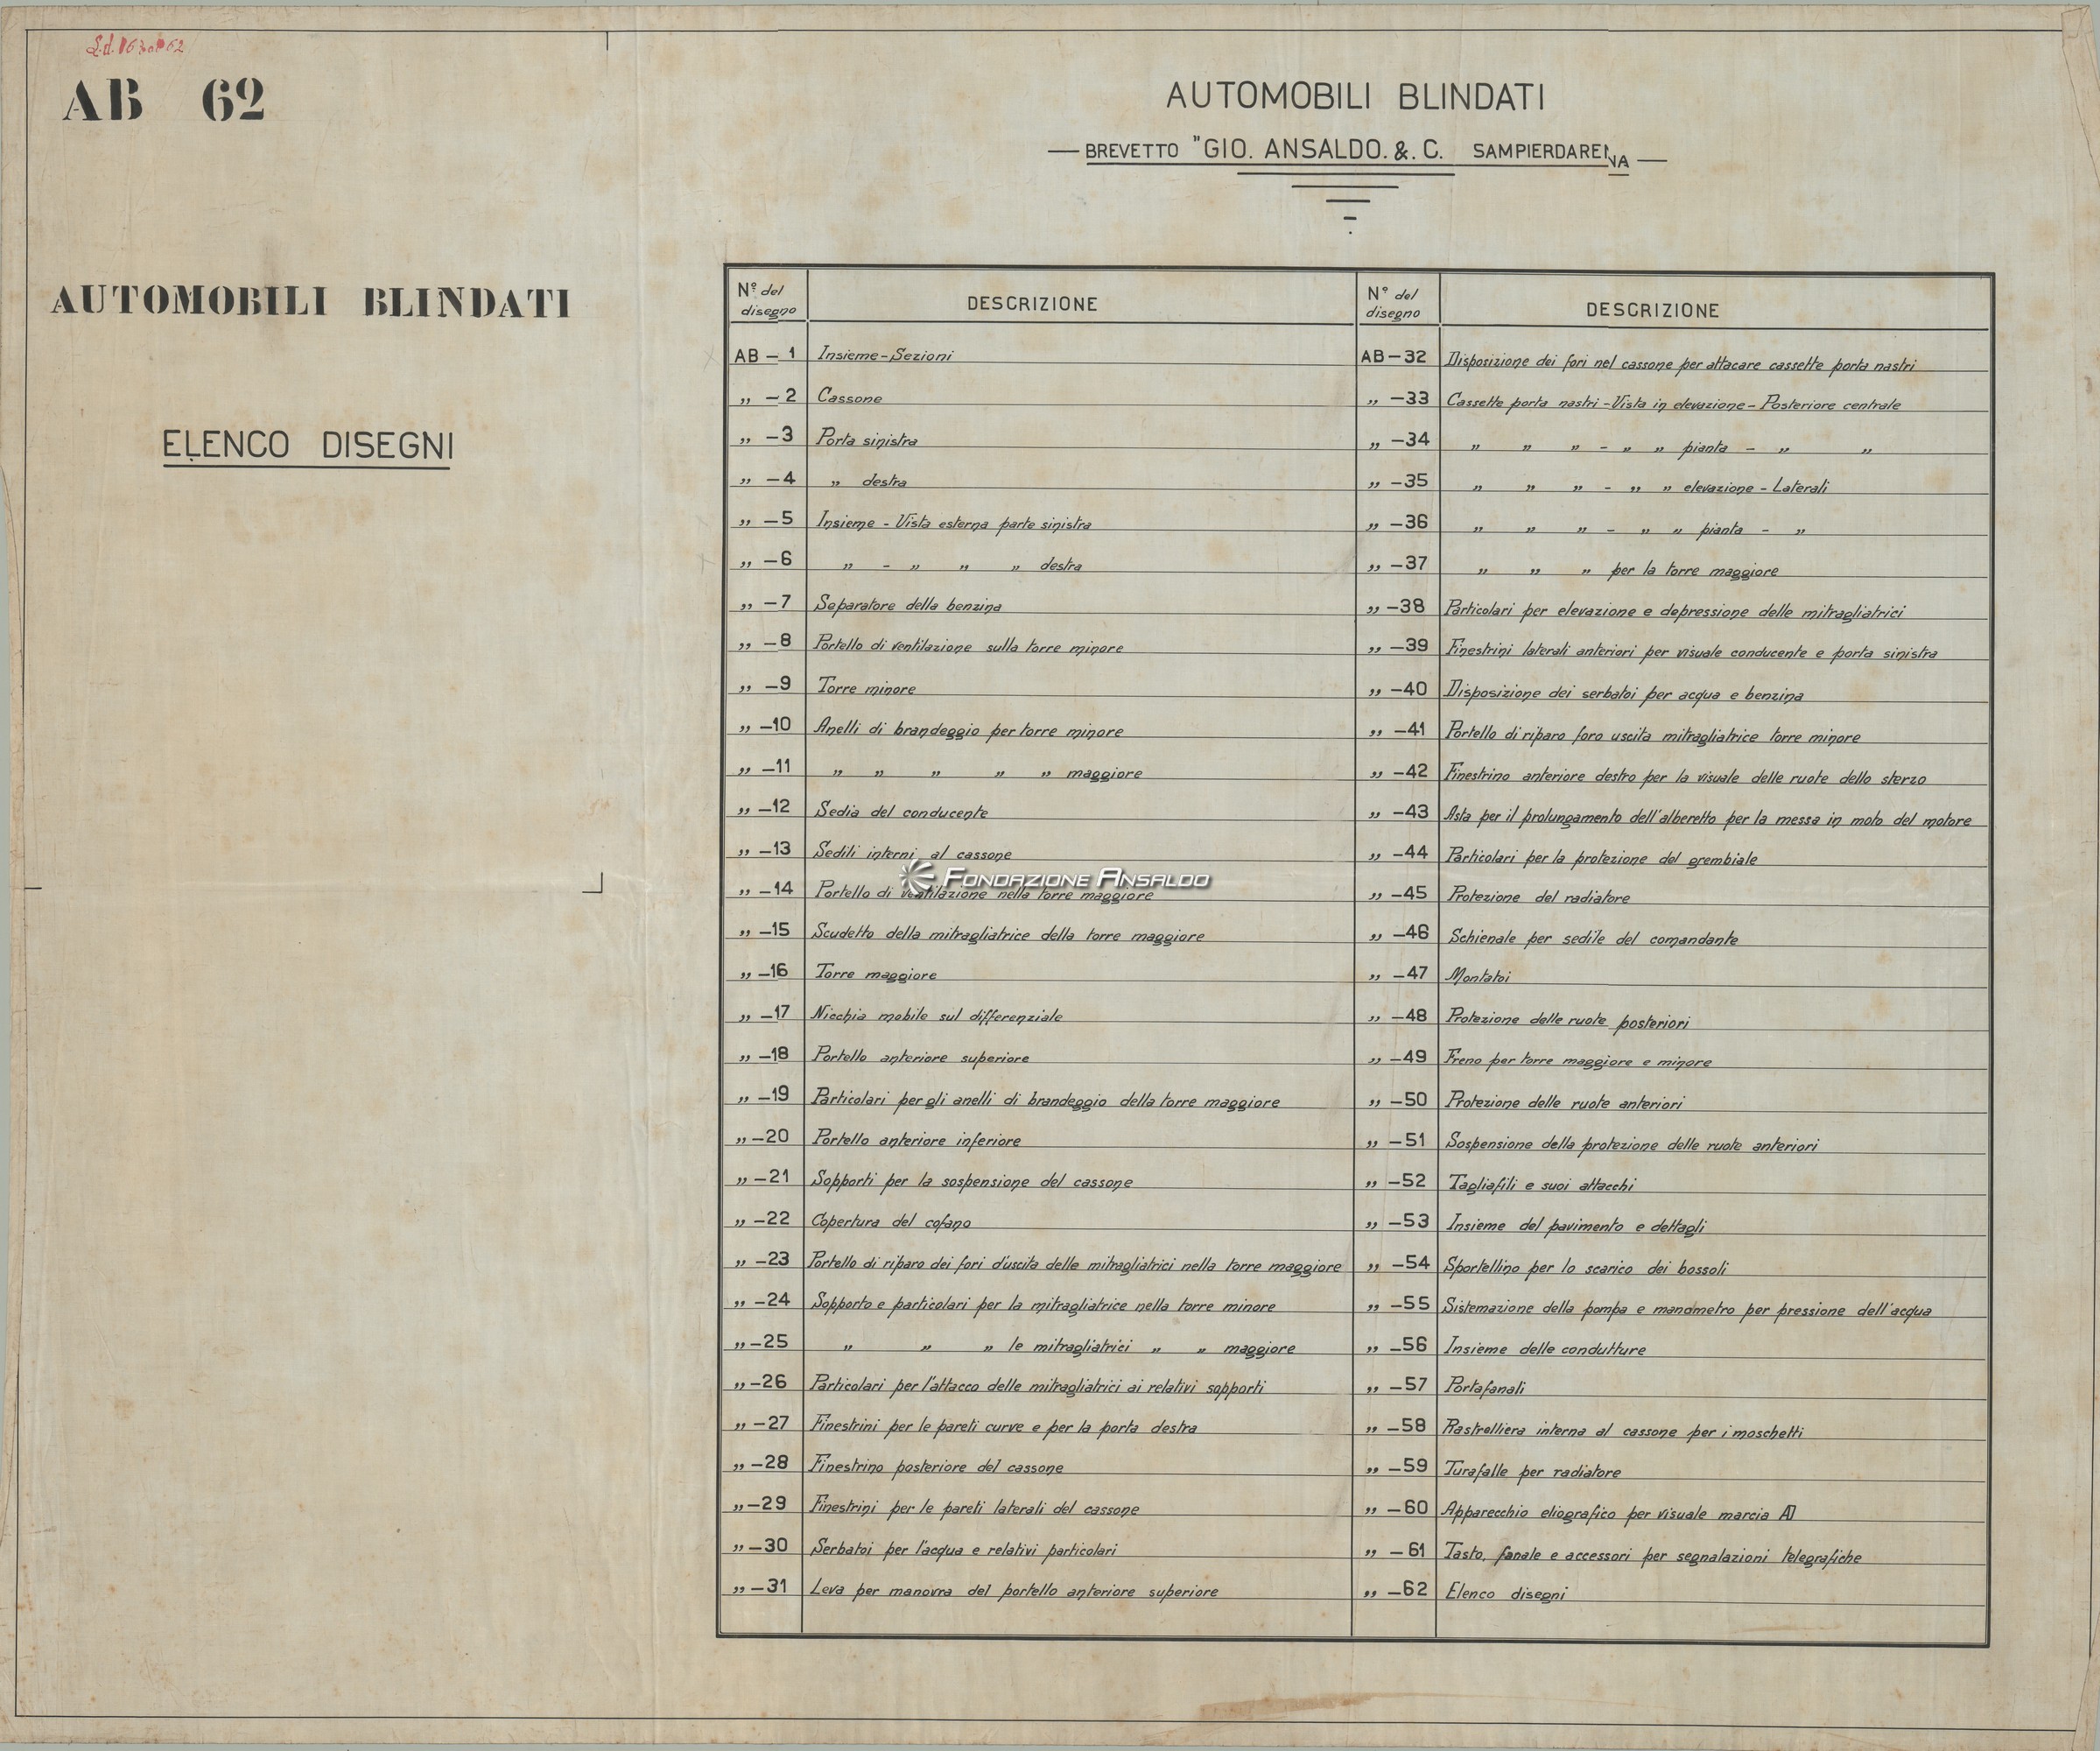 AB 62
AUTOMOBILI BLINDATI
ELENCO DISEGNI
AUTOMOBILI BLINDATI
— BREVETTO "GIO. ANSALDO. &. C. SAMPIERDARENA —
Nº del disegno DESCRIZIONE
AB - 1 Insieme - Sezioni
„ - 2 Cassone
„ - 3 Porta sinistra
„ - 4 „ destra
„ - 5 Insieme - Vista esterna parte sinistra
„ - 6 „ - „ „ „ destra
„ - 7 Separatore della benzina
„ - 8 Portello di ventilazione sulla torre minore
„ - 9 Torre minore
„ - 10 Anelli di brandeggio per torre minore
„ - 11 „ „ „ „ „ maggiore
„ - 12 Sedia del conducente
„ - 13 Sedili interni al cassone
„ - 14 Portello di ventilazione nella torre maggiore
„ - 15 Scudetto della mitragliatrice della torre maggiore
„ - 16 Torre maggiore
„ - 17 Nicchia mobile sul differenziale
„ - 18 Portello anteriore superiore
„ - 19 Particolari per gli anelli di brandeggio della torre maggiore
„ - 20 Portello anteriore inferiore
„ - 21 Sopporti per la sospensione del cassone
„ - 22 Copertura del cofano
„ - 23 Portello di riparo dei fori d'uscita delle mitragliatrici nella torre maggiore
„ - 24 Sopporto e particolari per la mitragliatrice nella torre minore
„ - 25 „ „ „ le mitragliatrici „ „ maggiore
„ - 26 Particolari per l'attacco delle mitragliatrici ai relativi sopporti
„ - 27 Finestrini per le pareti curve e per la porta destra
„ - 28 Finestrino posteriore del cassone
„ - 29 Finestrini per le pareti laterali del cassone
„ - 30 Serbatoi per l'acqua e relativi particolari
„ - 31 Leva per manovra del portello anteriore superiore
Nº del disegno DESCRIZIONE
AB - 32 Disposizione dei fori nel cassone per attacare cassette porta nastri
„ - 33 Cassette porta nastri - Vista in elevazione - Posteriore centrale
„ - 34 „ „ „ - „ „ pianta - „ „
„ - 35 „ „ „ - „ „ elevazione - Laterali
„ - 36 „ „ „ - „ „ pianta - „
„ - 37 „ „ „ per la torre maggiore
„ - 38 Particolari per elevazione e depressione delle mitragliatrici
„ - 39 Finestrini laterali anteriori per visuale conducente e porta sinistra
„ - 40 Disposizione dei serbatoi per acqua e benzina
„ - 41 Portello di riparo foro uscita mitragliatrice torre minore
„ - 42 Finestrino anteriore destro per la visuale delle ruote dello sterzo
„ - 43 Asta per il prolungamento dell'alberetto per la messa in moto del motore
„ - 44 Particolari per la protezione del grembiale
„ - 45 Protezione del radiatore
„ - 46 Schienale per sedile del comandante
„ - 47 Montatoi
„ - 48 Protezione delle ruote posteriori
„ - 49 Freno per torre maggiore e minore
„ - 50 Protezione delle ruote anteriori
„ - 51 Sospensione della protezione delle ruote anteriori
„ - 52 Tagliafili e suoi attacchi
„ - 53 Insieme del pavimento e dettagli
„ - 54 Sportellino per lo scarico dei bossoli
„ - 55 Sistemazione della pompa e manometro per pressione dell'acqua
„ - 56 Insieme delle condutture
„ - 57 Portafanali
„ - 58 Rastrelliera interna al cassone per i moschetti
„ - 59 Turafalle per radiatore
„ - 60 Apparecchio eliografico per visuale marcia AD
„ - 61 Tasto, fanale e accessori per segnalazioni telegrafiche
„ - 62 Elenco disegni
FONDAZIONE ANSALDO